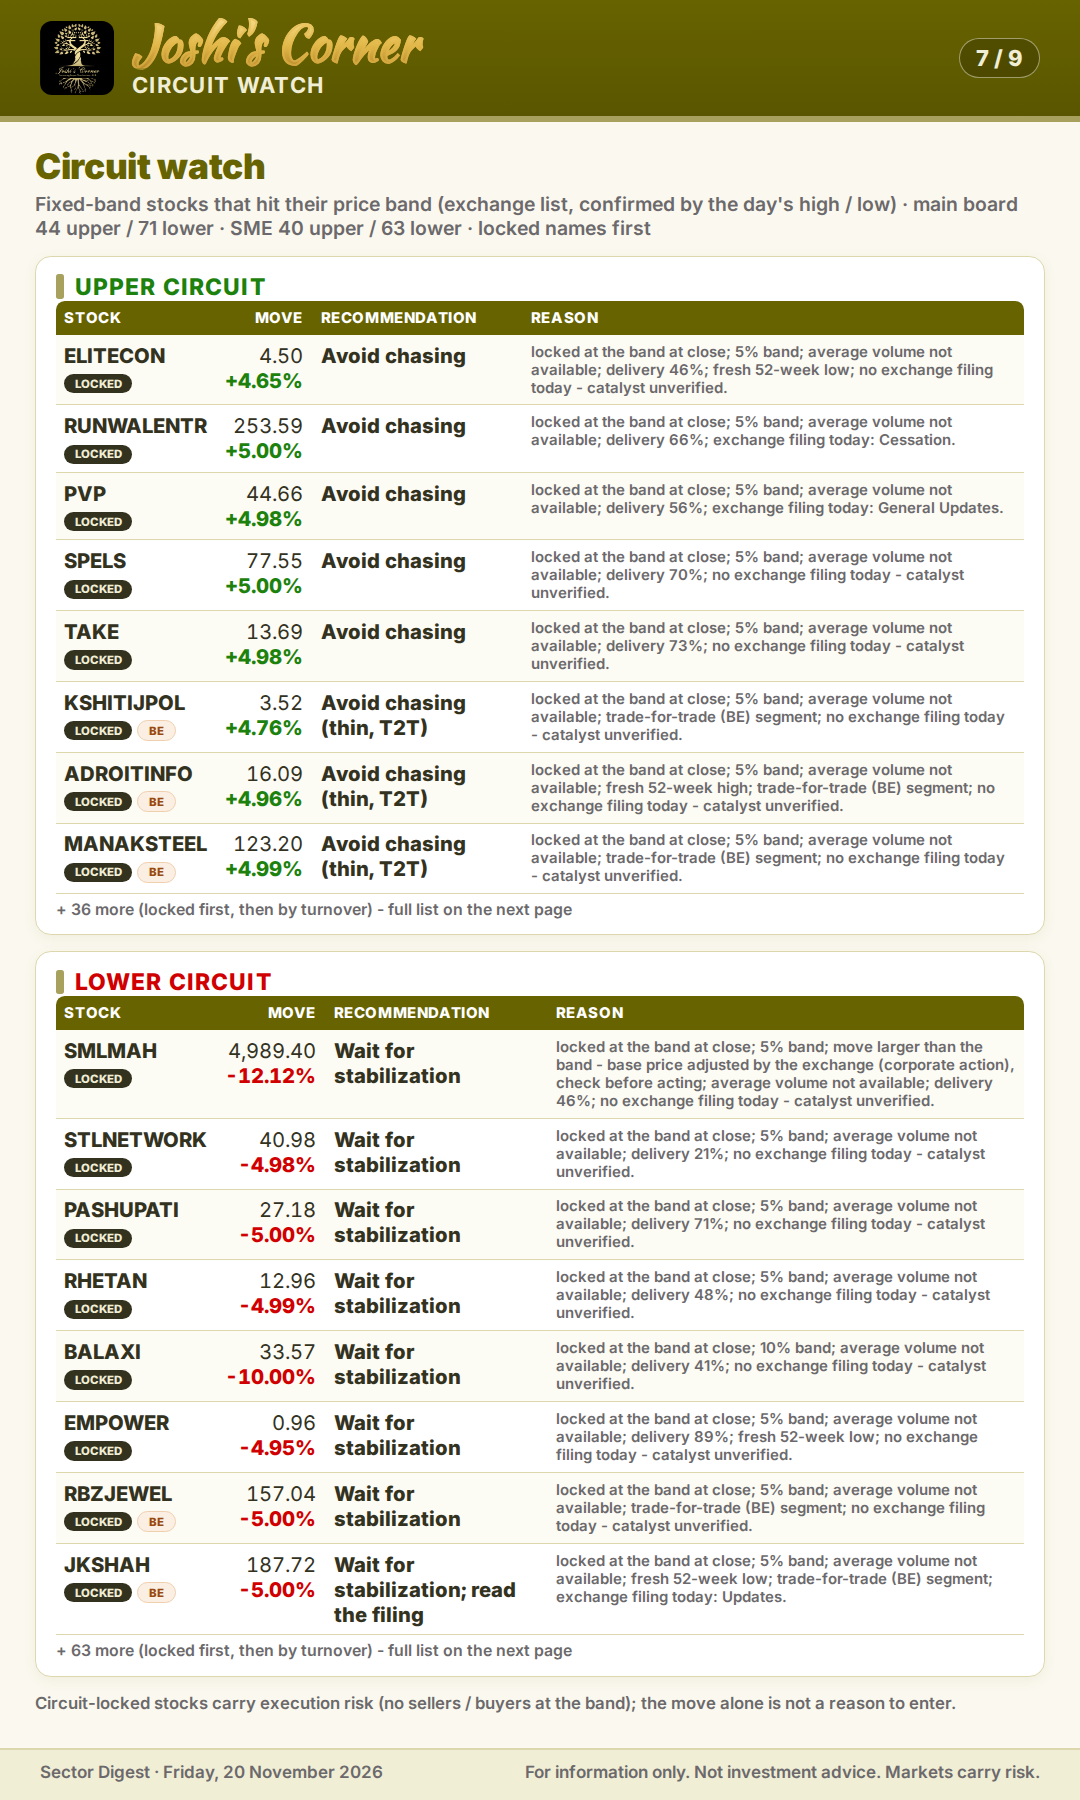 Joshi's Corner
Joshi's Corner
CIRCUIT WATCH
7 / 9
Circuit watch
Fixed-band stocks that hit their price band (exchange list, confirmed by the day's high / low) · main board
44 upper / 71 lower · SME 40 upper / 63 lower · locked names first
UPPER CIRCUIT
STOCK MOVE RECOMMENDATION REASON
ELITECON 4.50 Avoid chasing locked at the band at close; 5% band; average volume not
available; delivery 46%; fresh 52-week low; no exchange filing
LOCKED +4.65% today - catalyst unverified.
RUNWALENTR 253.59 Avoid chasing locked at the band at close; 5% band; average volume not
LOCKED +5.00% available; delivery 66%; exchange filing today: Cessation.
PVP 44.66 Avoid chasing locked at the band at close; 5% band; average volume not
LOCKED +4.98% available; delivery 56%; exchange filing today: General Updates.
SPELS 77.55 Avoid chasing locked at the band at close; 5% band; average volume not
available; delivery 70%; no exchange filing today - catalyst
LOCKED +5.00% unverified.
TAKE 13.69 Avoid chasing locked at the band at close; 5% band; average volume not
available; delivery 73%; no exchange filing today - catalyst
LOCKED +4.98% unverified.
KSHITIJPOL 3.52 Avoid chasing locked at the band at close; 5% band; average volume not
available; trade-for-trade (BE) segment; no exchange filing today
LOCKED BE +4.76% (thin, T2T) - catalyst unverified.
ADROITINFO 16.09 Avoid chasing locked at the band at close; 5% band; average volume not
available; fresh 52-week high; trade-for-trade (BE) segment; no
LOCKED BE +4.96% (thin, T2T) exchange filing today - catalyst unverified.
MANAKSTEEL 123.20 Avoid chasing locked at the band at close; 5% band; average volume not
available; trade-for-trade (BE) segment; no exchange filing today
LOCKED BE +4.99% (thin, T2T) - catalyst unverified.
+ 36 more (locked first, then by turnover) - full list on the next page
LOWER CIRCUIT
STOCK MOVE RECOMMENDATION REASON
SMLMAH 4,989.40 Wait for locked at the band at close; 5% band; move larger than the
band - base price adjusted by the exchange (corporate action),
LOCKED -12.12% stabilization check before acting; average volume not available; delivery
46%; no exchange filing today - catalyst unverified.
STLNETWORK 40.98 Wait for locked at the band at close; 5% band; average volume not
available; delivery 21%; no exchange filing today - catalyst
LOCKED -4.98% stabilization unverified.
PASHUPATI 27.18 Wait for locked at the band at close; 5% band; average volume not
available; delivery 71%; no exchange filing today - catalyst
LOCKED -5.00% stabilization unverified.
RHETAN 12.96 Wait for locked at the band at close; 5% band; average volume not
available; delivery 48%; no exchange filing today - catalyst
LOCKED -4.99% stabilization unverified.
BALAXI 33.57 Wait for locked at the band at close; 10% band; average volume not
available; delivery 41%; no exchange filing today - catalyst
LOCKED -10.00% stabilization unverified.
EMPOWER 0.96 Wait for locked at the band at close; 5% band; average volume not
available; delivery 89%; fresh 52-week low; no exchange
LOCKED -4.95% stabilization filing today - catalyst unverified.
RBZJEWEL 157.04 Wait for locked at the band at close; 5% band; average volume not
available; trade-for-trade (BE) segment; no exchange filing
LOCKED BE -5.00% stabilization today - catalyst unverified.
JKSHAH 187.72 Wait for locked at the band at close; 5% band; average volume not
available; fresh 52-week low; trade-for-trade (BE) segment;
LOCKED BE -5.00% stabilization; read exchange filing today: Updates.
the filing
+ 63 more (locked first, then by turnover) - full list on the next page
Circuit-locked stocks carry execution risk (no sellers / buyers at the band); the move alone is not a reason to enter.
Sector Digest · Friday, 20 November 2026 For information only. Not investment advice. Markets carry risk.